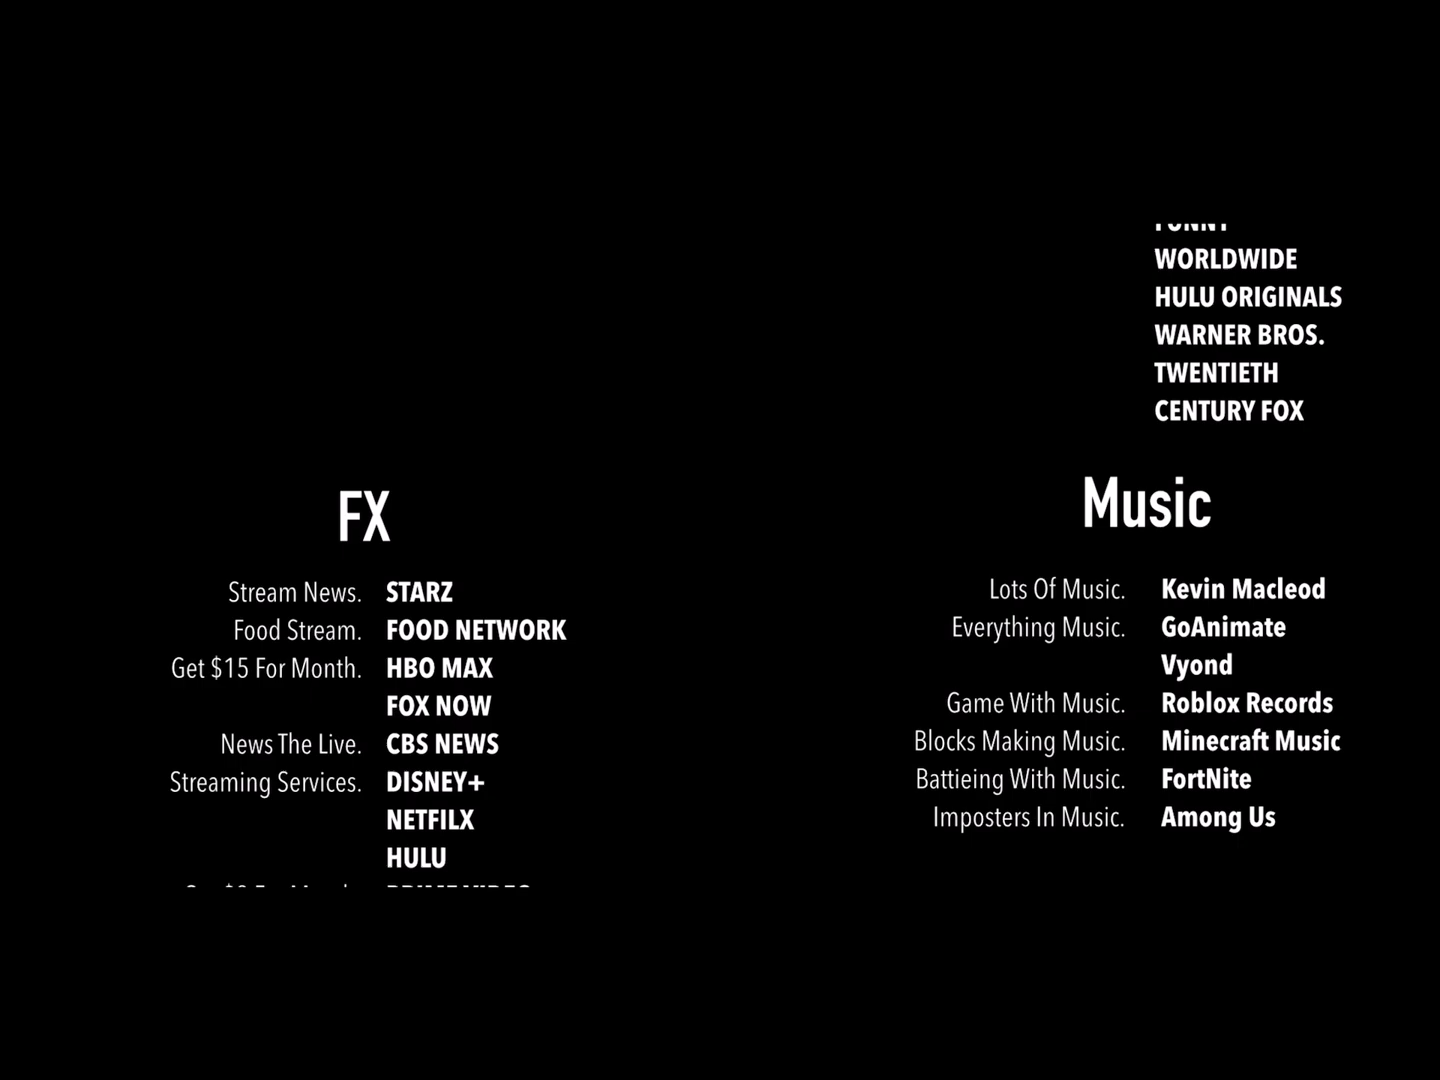 WORLDWIDE
HULU ORIGINALS
WARNER BROS.
TWENTIETH
CENTURY FOX
FX
Stream News. STARZ
Food Stream. FOOD NETWORK
Get $15 For Month. HBO MAX
FOX NOW
News The Live. CBS NEWS
Streaming Services. DISNEY+
NETFILX
HULU
Music
Lots Of Music. Kevin Macleod
Everything Music. GoAnimate
Vyond
Game With Music. Roblox Records
Blocks Making Music. Minecraft Music
Battieing With Music. FortNite
Imposters In Music. Among Us